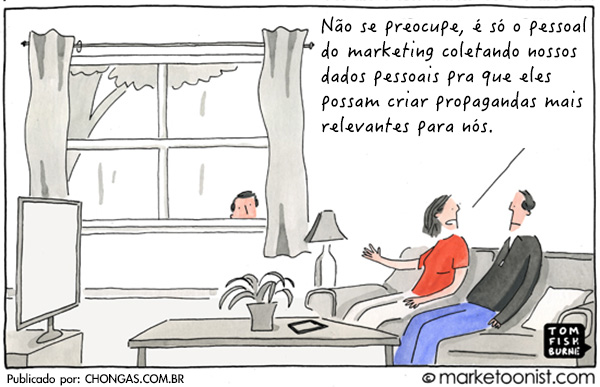 Não se preocupe, é só o pessoal
do marketing coletando nossos
dados pessoais pra que eles
possam criar propagandas mais
relevantes para nós.
TOM
FISH
BURNE
Publicado por: CHONGAS.COM.BR
© marketoonist.com